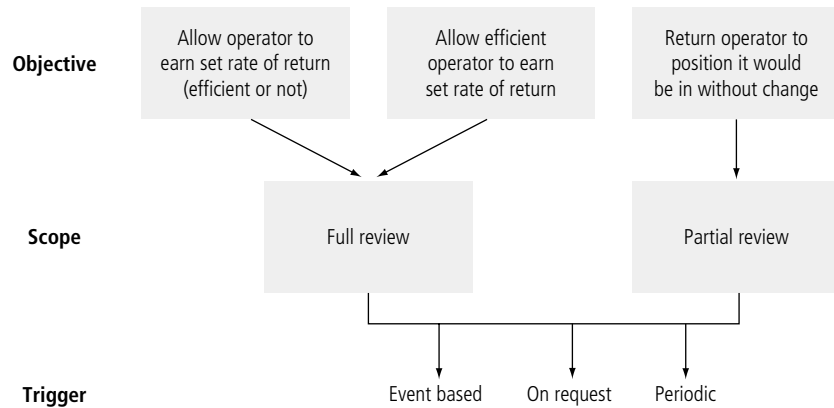 Objective
Allow operator to
earn set rate of return
(efficient or not)
Allow efficient
operator to earn
set rate of return
Return operator to
position it would
be in without change
Scope
Full review
Partial review
Trigger
Event based
On request
Periodic